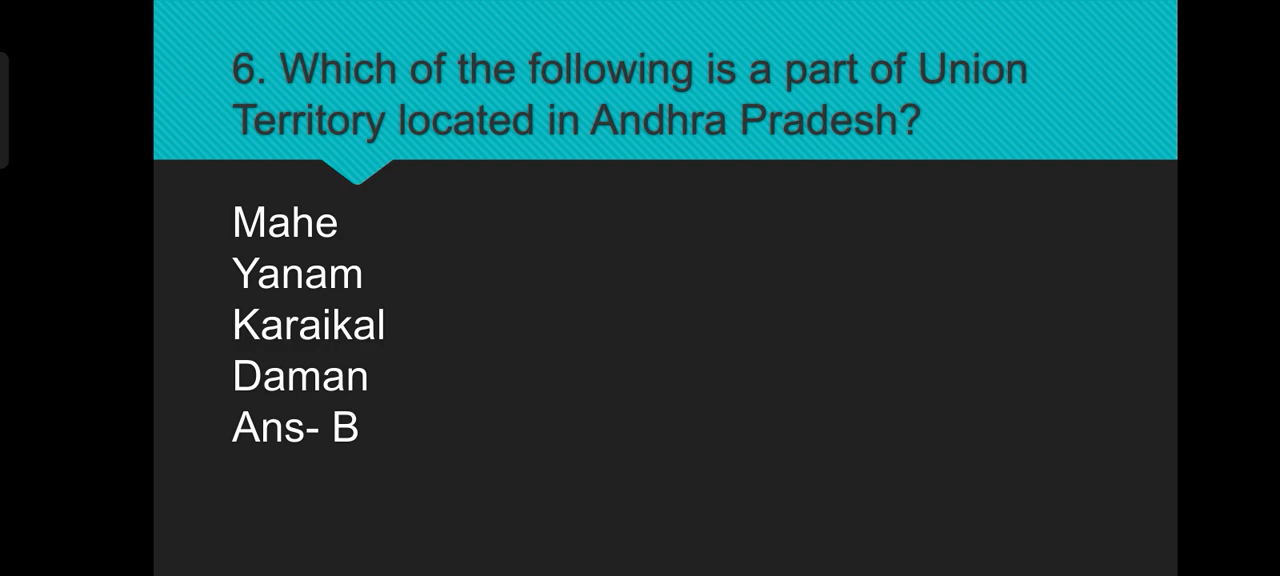 6. Which of the following is a part of Union
Territory located in Andhra Pradesh?
Mahe
Yanam
Karaikal
Daman
Ans- B